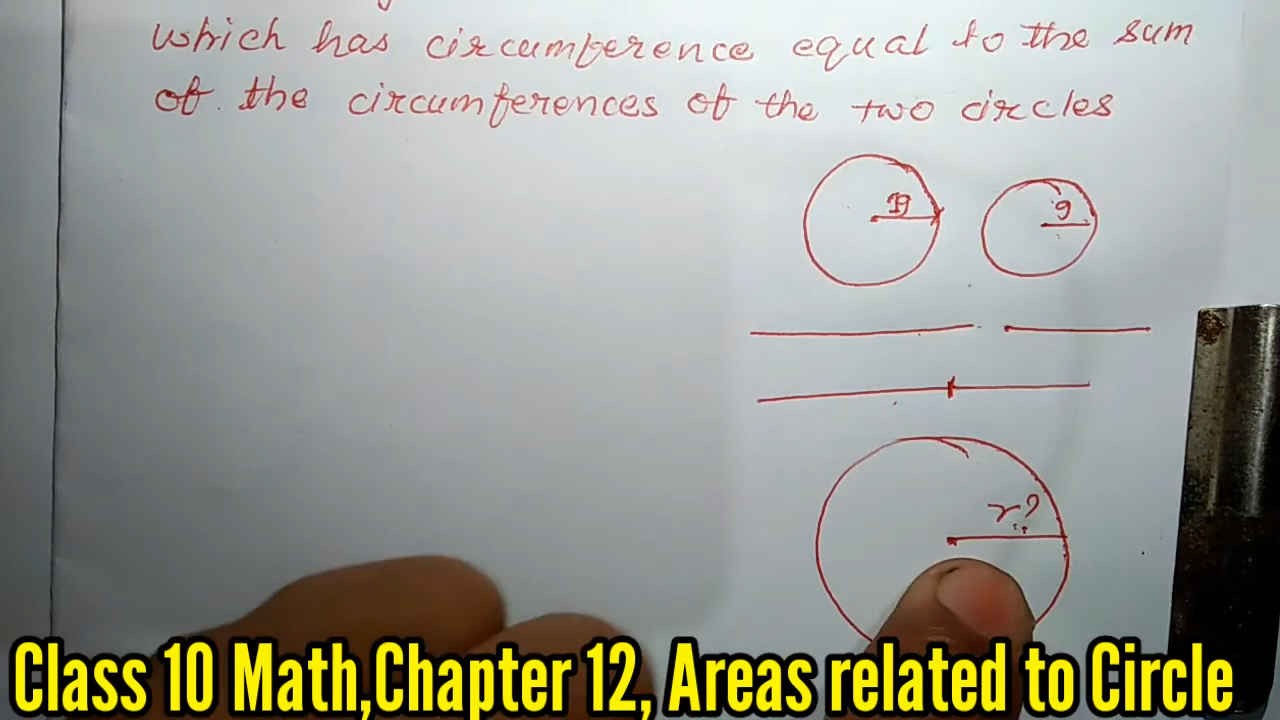 which has circumference equal to the sum
of the circumferences of the two circles
19
9
r?
Class 10 Math,Chapter 12, Areas related to Circle